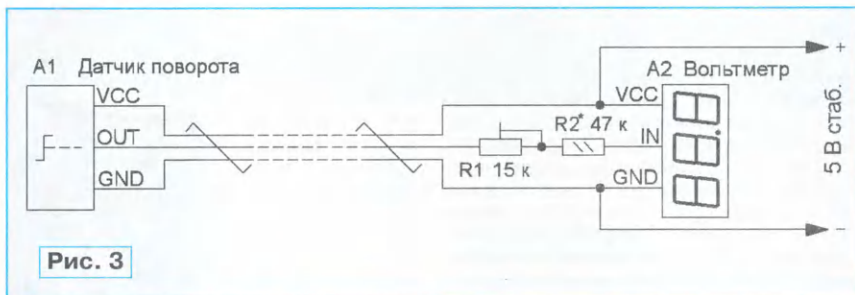 A1 Датчик поворота
VCC
OUT
GND
R1 15 к
R2* 47 к
A2 Вольтметр
VCC
IN
GND
+
5 В стаб.
−
Рис. 3